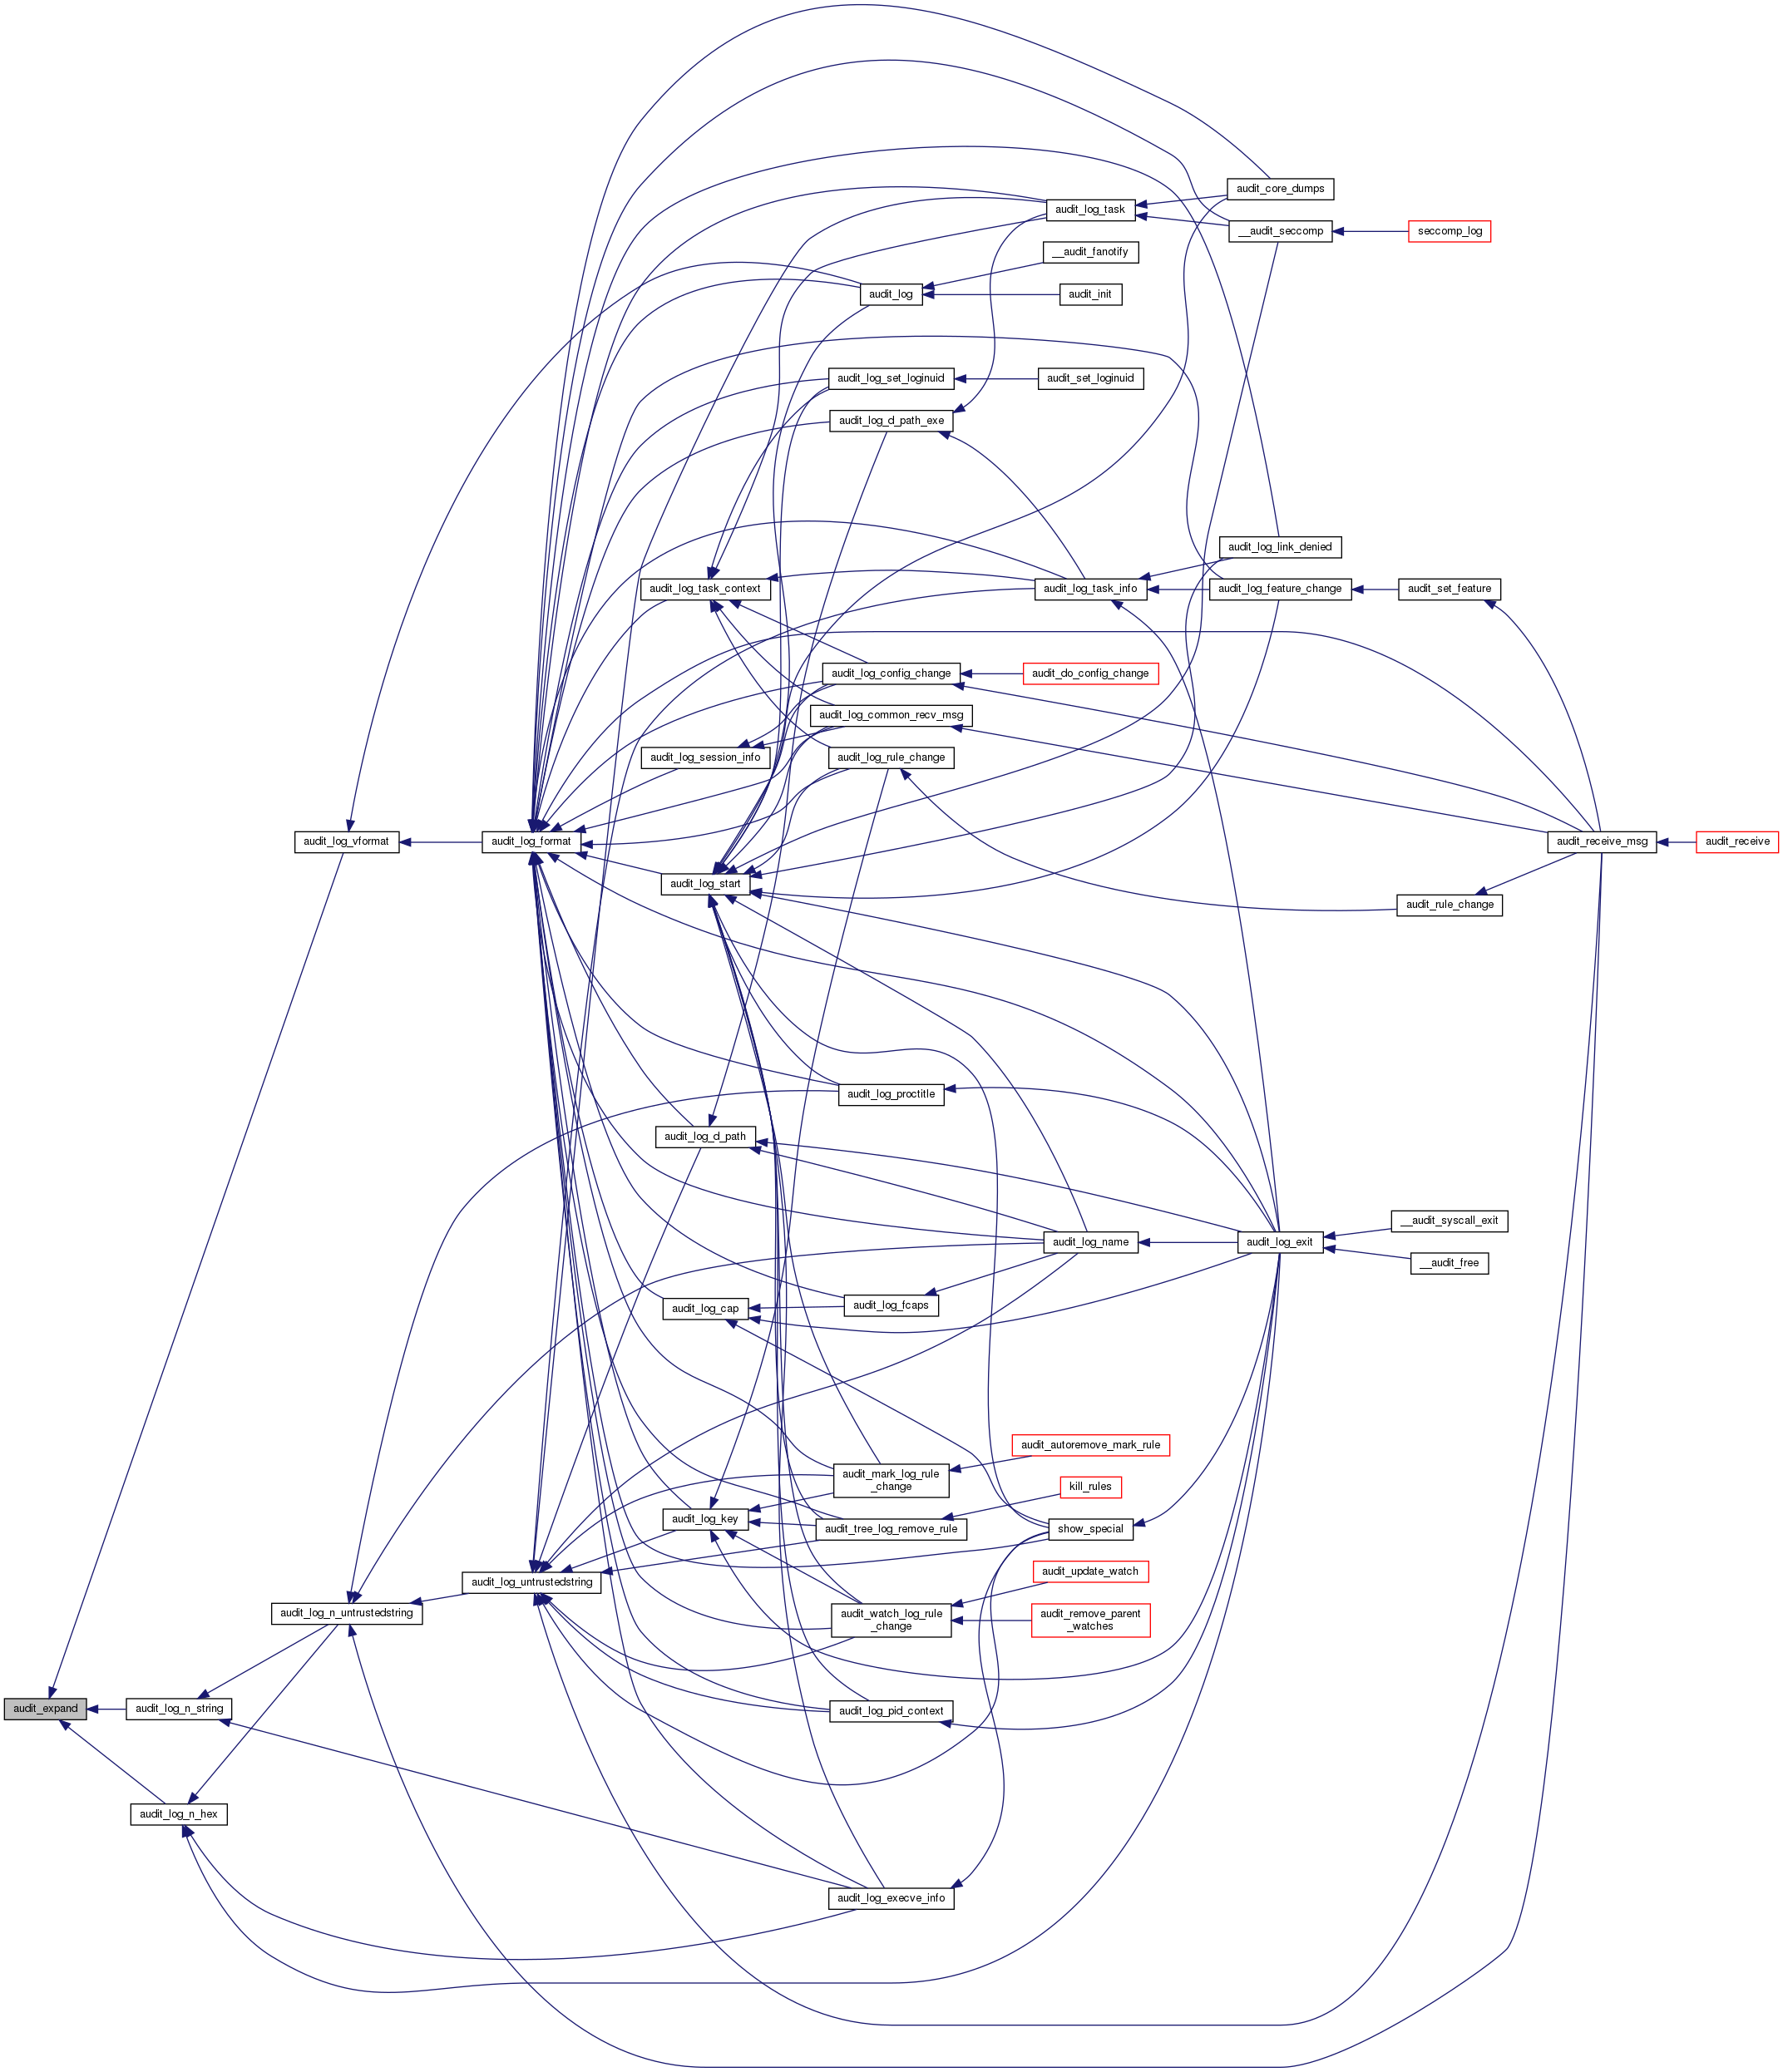 audit_core_dumps
audit_log_task
__audit_seccomp
seccomp_log
__audit_fanotify
audit_log
audit_init
audit_log_set_loginuid
audit_set_loginuid
audit_log_d_path_exe
audit_log_link_denied
audit_log_task_context
audit_log_task_info
audit_log_feature_change
audit_set_feature
audit_log_config_change
audit_do_config_change
audit_log_common_recv_msg
audit_log_session_info
audit_log_rule_change
audit_log_vformat
audit_log_format
audit_receive_msg
audit_receive
audit_log_start
audit_rule_change
audit_log_proctitle
audit_log_d_path
__audit_syscall_exit
audit_log_name
audit_log_exit
__audit_free
audit_log_cap
audit_log_fcaps
audit_autoremove_mark_rule
audit_mark_log_rule
_change
kill_rules
audit_log_key
audit_tree_log_remove_rule
show_special
audit_update_watch
audit_log_untrustedstring
audit_log_n_untrustedstring
audit_watch_log_rule
_change
audit_remove_parent
_watches
audit_expand
audit_log_n_string
audit_log_pid_context
audit_log_n_hex
audit_log_execve_info